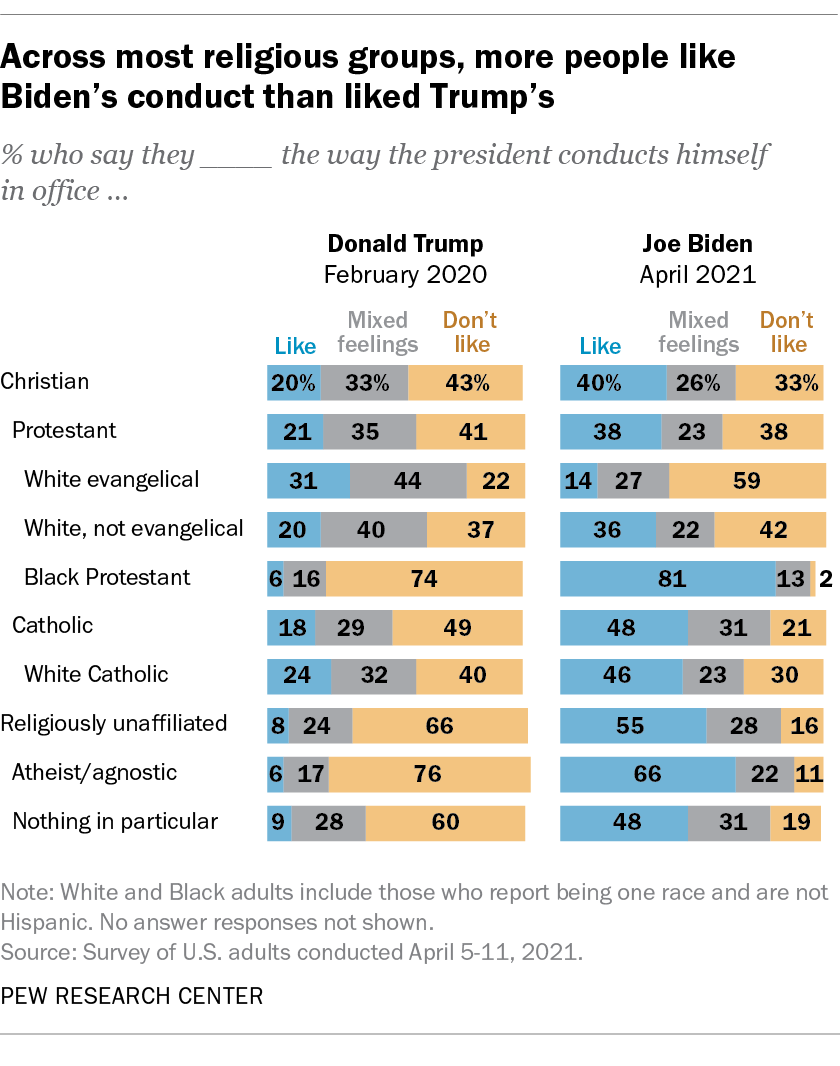 Across most religious groups, more people like
Biden’s conduct than liked Trump’s
% who say they ____ the way the president conducts himself
in office ...
Donald Trump Joe Biden
February 2020 April 2021
Like Mixed feelings Don’t like Like Mixed feelings Don’t like
Christian 20% 33% 43% 40% 26% 33%
Protestant 21 35 41 38 23 38
White evangelical 31 44 22 14 27 59
White, not evangelical 20 40 37 36 22 42
Black Protestant 6 16 74 81 13 2
Catholic 18 29 49 48 31 21
White Catholic 24 32 40 46 23 30
Religiously unaffiliated 8 24 66 55 28 16
Atheist/agnostic 6 17 76 66 22 11
Nothing in particular 9 28 60 48 31 19
Note: White and Black adults include those who report being one race and are not
Hispanic. No answer responses not shown.
Source: Survey of U.S. adults conducted April 5-11, 2021.
PEW RESEARCH CENTER